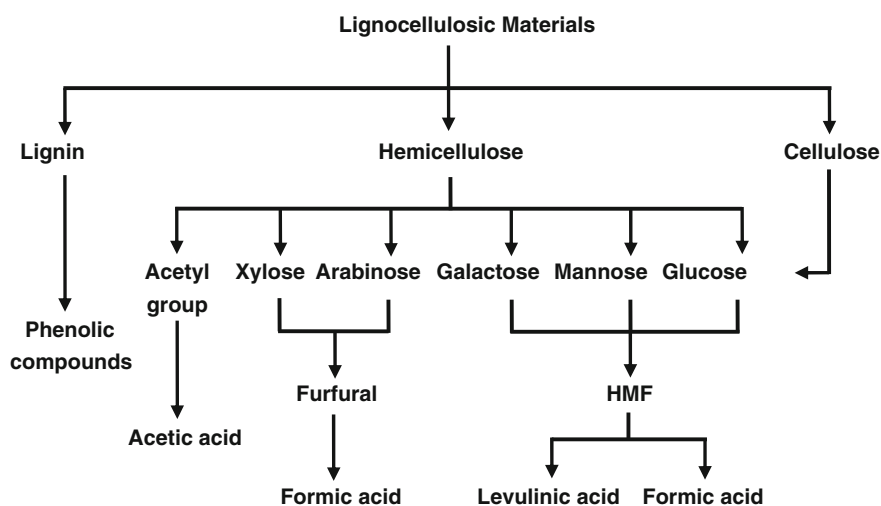 Lignocellulosic Materials
Lignin
Hemicellulose
Cellulose
Acetyl
group
Xylose
Arabinose
Galactose
Mannose
Glucose
Phenolic
compounds
Furfural
HMF
Acetic acid
Formic acid
Levulinic acid
Formic acid